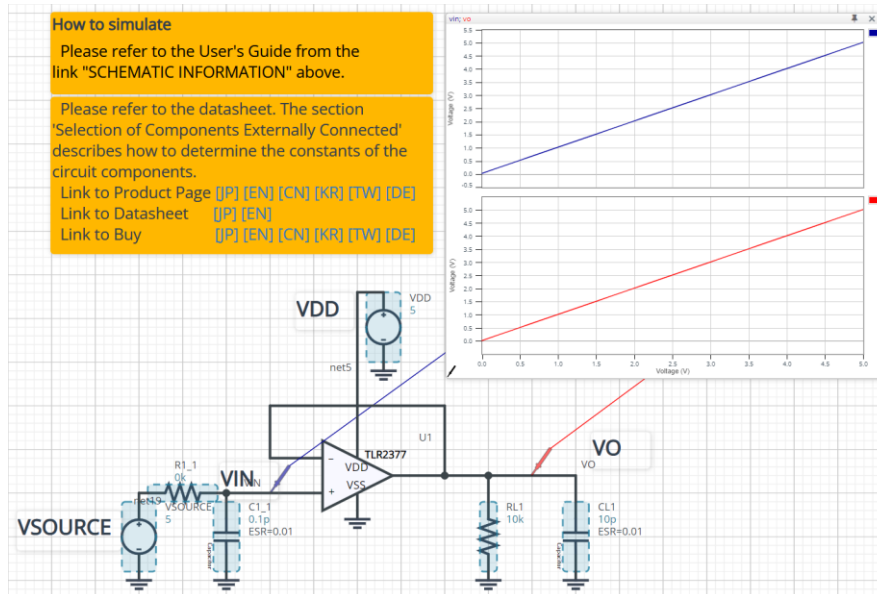 How to simulate
Please refer to the User's Guide from the
link "SCHEMATIC INFORMATION" above.
Please refer to the datasheet. The section
'Selection of Components Externally Connected'
describes how to determine the constants of the
circuit components.
Link to Product Page [JP] [EN] [CN] [KR] [TW] [DE]
Link to Datasheet [JP] [EN]
Link to Buy [JP] [EN] [CN] [KR] [TW] [DE]
vin; vo
5.5
5.0
4.5
4.0
3.5
3.0
2.5
2.0
1.5
1.0
0.5
0.0
-0.5
Voltage (V)
5.5
5.0
4.5
4.0
3.5
3.0
2.5
2.0
1.5
1.0
0.5
0.0
Voltage (V)
0.0 0.5 1.0 1.5 2.0 2.5 3.0 3.5 4.0 4.5 5.0
Voltage (V)
VDD
VDD
5
net5
U1
TLR2377
VDD
VSS
VO
VO
R1_1
0k
VIN
net19
VSOURCE
5
VSOURCE
C1_1
0.1p
ESR=0.01
Capacitor
RL1
10k
CL1
10p
ESR=0.01
Capacitor